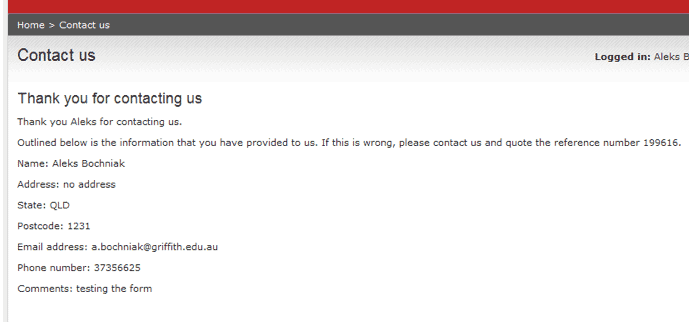 Home > Contact us
Contact us
Logged in: Aleks B
Thank you for contacting us
Thank you Aleks for contacting us.
Outlined below is the information that you have provided to us. If this is wrong, please contact us and quote the reference number 199616.
Name: Aleks Bochniak
Address: no address
State: QLD
Postcode: 1231
Email address: a.bochniak@griffith.edu.au
Phone number: 37356625
Comments: testing the form